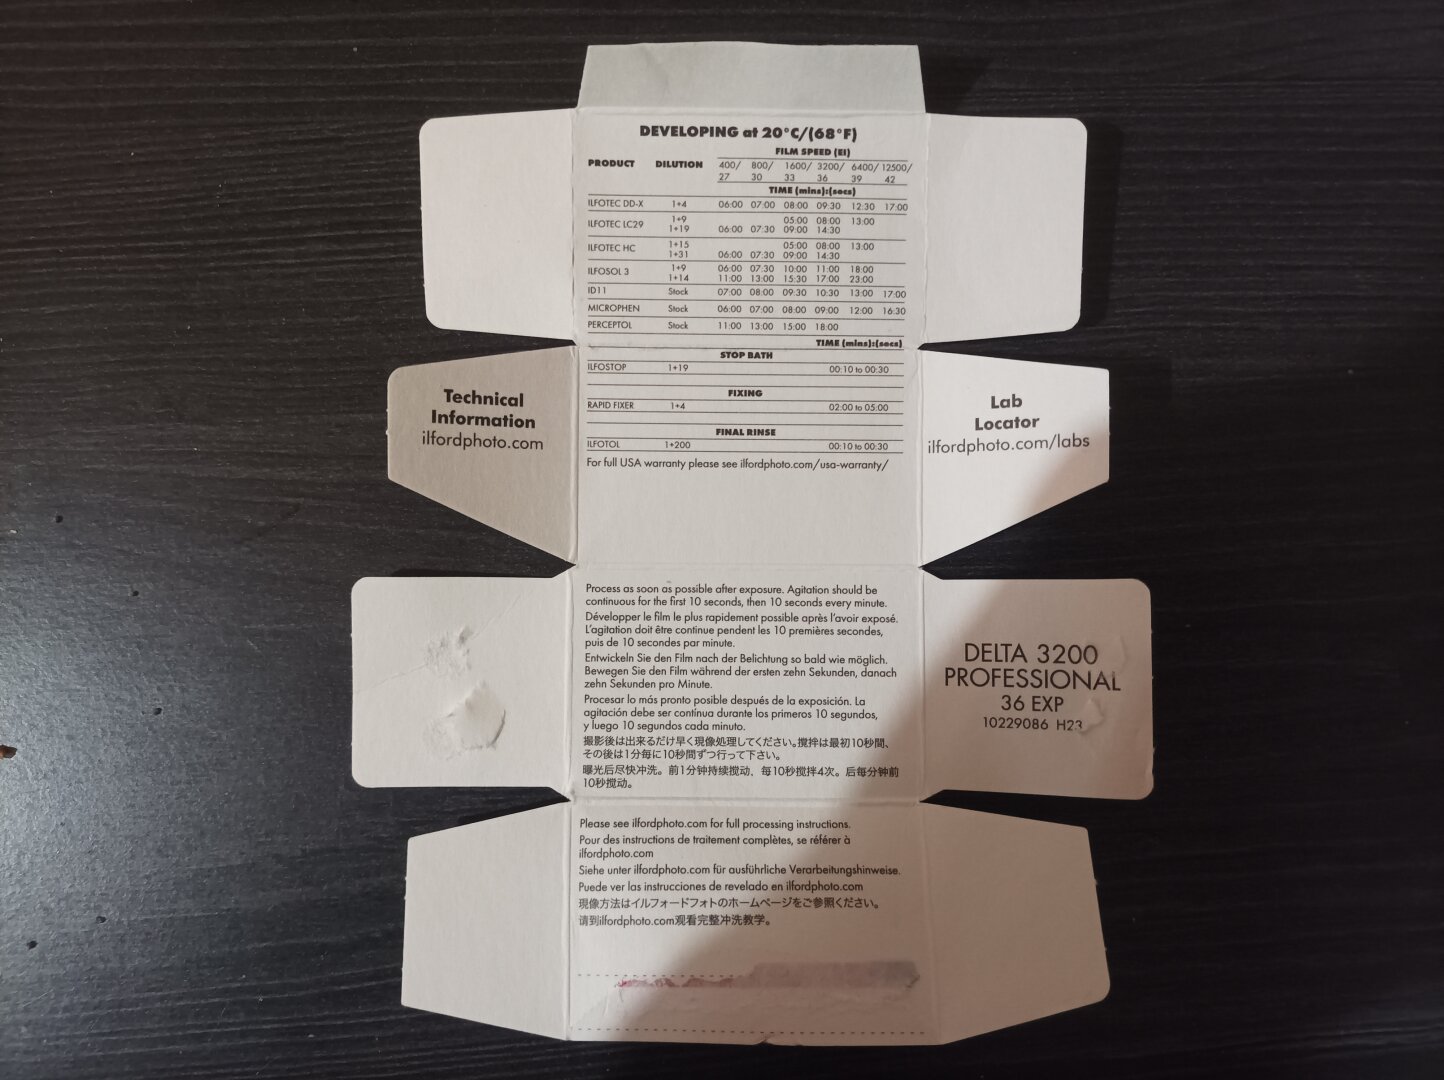 DEVELOPING at 20°C/(68°F)
FILM SPEED (EI)
PRODUCT DILUTION 400/27 800/30 1600/33 3200/36 6400/39 12500/42
TIME (mins):(secs)
ILFOTEC DD-X 1+4 06:00 07:00 08:00 09:30 12:30 17:00
ILFOTEC LC29 1+9 05:00 08:00 13:00
1+19 06:00 07:30 09:00 14:30
ILFOTEC HC 1+15 05:00 08:00 13:00
1+31 06:00 07:30 09:00 14:30
ILFOSOL 3 1+9 06:00 07:30 10:00 11:00 18:00
1+14 11:00 13:00 15:30 17:00 23:00
ID11 Stock 07:00 08:00 09:30 10:30 13:00 17:00
MICROPHEN Stock 06:00 07:00 08:00 09:00 12:00 16:30
PERCEPTOL Stock 11:00 13:00 15:00 18:00
TIME (mins):(secs)
STOP BATH
ILFOSTOP 1+19 00:10 to 00:30
FIXING
RAPID FIXER 1+4 02:00 to 05:00
FINAL RINSE
ILFOTOL 1+200 00:10 to 00:30
For full USA warranty please see ilfordphoto.com/usa-warranty/
Technical
Information
ilfordphoto.com
Lab
Locator
ilfordphoto.com/labs
Process as soon as possible after exposure. Agitation should be
continuous for the first 10 seconds, then 10 seconds every minute.
Développer le film le plus rapidement possible après l'avoir exposé.
L'agitation doit être continue pendent les 10 premières secondes,
puis de 10 secondes par minute.
Entwickeln Sie den Film nach der Belichtung so bald wie möglich.
Bewegen Sie den Film während der ersten zehn Sekunden, danach
zehn Sekunden pro Minute.
Procesar lo más pronto posible después de la exposición. La
agitación debe ser contínua durante los primeros 10 segundos,
y luego 10 segundos cada minuto.
撮影後は出来るだけ早く現像処理してください。撹拌は最初10秒間、
その後は1分毎に10秒間ずつ行って下さい。
曝光后尽快冲洗。前1分钟持续搅动，每10秒搅拌4次。后每分钟前
10秒搅动。
DELTA 3200
PROFESSIONAL
36 EXP
10229086 H23
Please see ilfordphoto.com for full processing instructions.
Pour des instructions de traitement complètes, se référer à
ilfordphoto.com
Siehe unter ilfordphoto.com für ausführliche Verarbeitungshinweise.
Puede ver las instrucciones de revelado en ilfordphoto.com
現像方法はイルフォードフォトのホームページをご参照ください。
请到ilfordphoto.com观看完整冲洗教学。